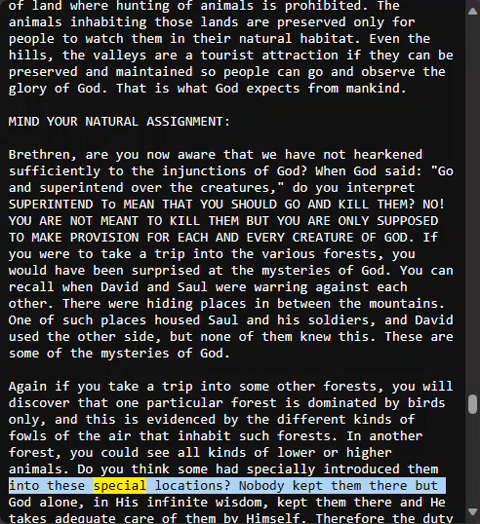 of land where hunting of animals is prohibited. The
animals inhabiting those lands are preserved only for
people to watch them in their natural habitat. Even the
hills, the valleys are a tourist attraction if they can be
preserved and maintained so people can go and observe the
glory of God. That is what God expects from mankind.
MIND YOUR NATURAL ASSIGNMENT:
Brethren, are you now aware that we have not hearkened
sufficiently to the injunctions of God? When God said: "Go
and superintend over the creatures," do you interpret
SUPERINTEND To MEAN THAT YOU SHOULD GO AND KILL THEM? NO!
YOU ARE NOT MEANT TO KILL THEM BUT YOU ARE ONLY SUPPOSED
TO MAKE PROVISION FOR EACH AND EVERY CREATURE OF GOD. If
you were to take a trip into the various forests, you
would have been surprised at the mysteries of God. You can
recall when David and Saul were warring against each
other. There were hiding places in between the mountains.
One of such places housed Saul and his soldiers, and David
used the other side, but none of them knew this. These are
some of the mysteries of God.
Again if you take a trip into some other forests, you will
discover that one particular forest is dominated by birds
only, and this is evidenced by the different kinds of
fowls of the air that inhabit such forests. In another
forest, you could see all kinds of lower or higher
animals. Do you think some had specially introduced them
into these special locations? Nobody kept them there but
God alone, in His infinite wisdom, kept them there and He
takes adequate care of them by Himself. Therefore the duty